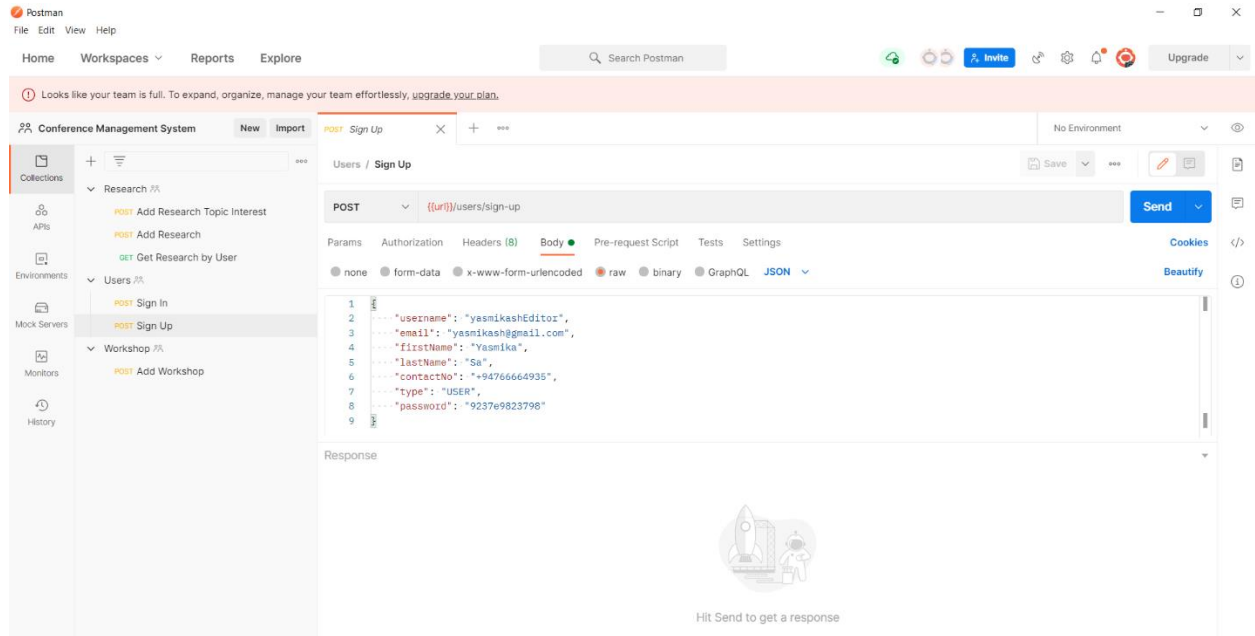 Postman
File Edit View Help
Home Workspaces Reports Explore
Search Postman
Invite
Upgrade
Looks like your team is full. To expand, organize, manage your team effortlessly, upgrade your plan.
Conference Management System New Import
POST Sign Up
No Environment
Collections
APIs
Environments
Mock Servers
Monitors
History
Research
POST Add Research Topic Interest
POST Add Research
GET Get Research by User
Users
POST Sign In
POST Sign Up
Workshop
POST Add Workshop
Users / Sign Up
Save
POST {{url}}/users/sign-up
Send
Params Authorization Headers (8) Body Pre-request Script Tests Settings Cookies
none form-data x-www-form-urlencoded raw binary GraphQL JSON Beautify
1 {
2 "username": "yasmikashEditor",
3 "email": "yasmikash@gmail.com",
4 "firstName": "Yasmika",
5 "lastName": "Sa",
6 "contactNo": "+94766664935",
7 "type": "USER",
8 "password": "9237e9823798"
9 }
Response
Hit Send to get a response